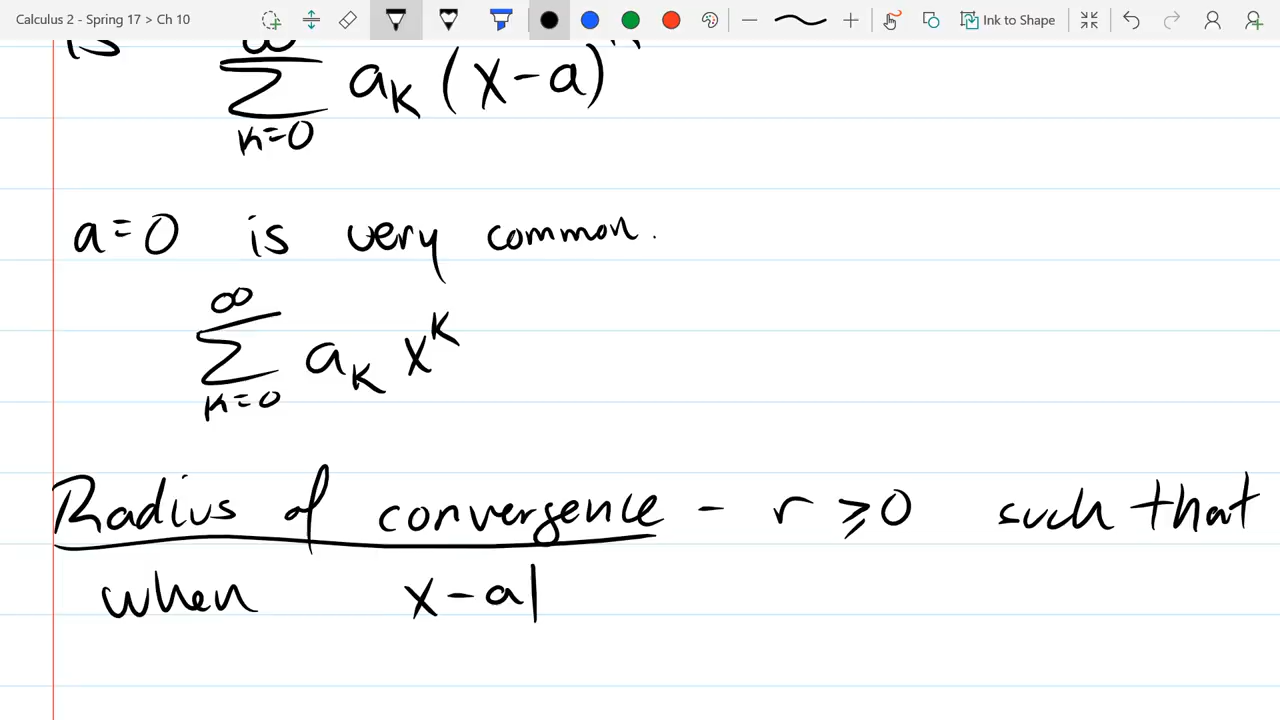 Calculus 2 - Spring 17 > Ch 10
Ink to Shape
is ∑ k=0 a_k (x-a)
a=0 is very common.
∞
∑ k=0 a_k x^k
Radius of convergence - r ⩾ 0 such that
when x-a|